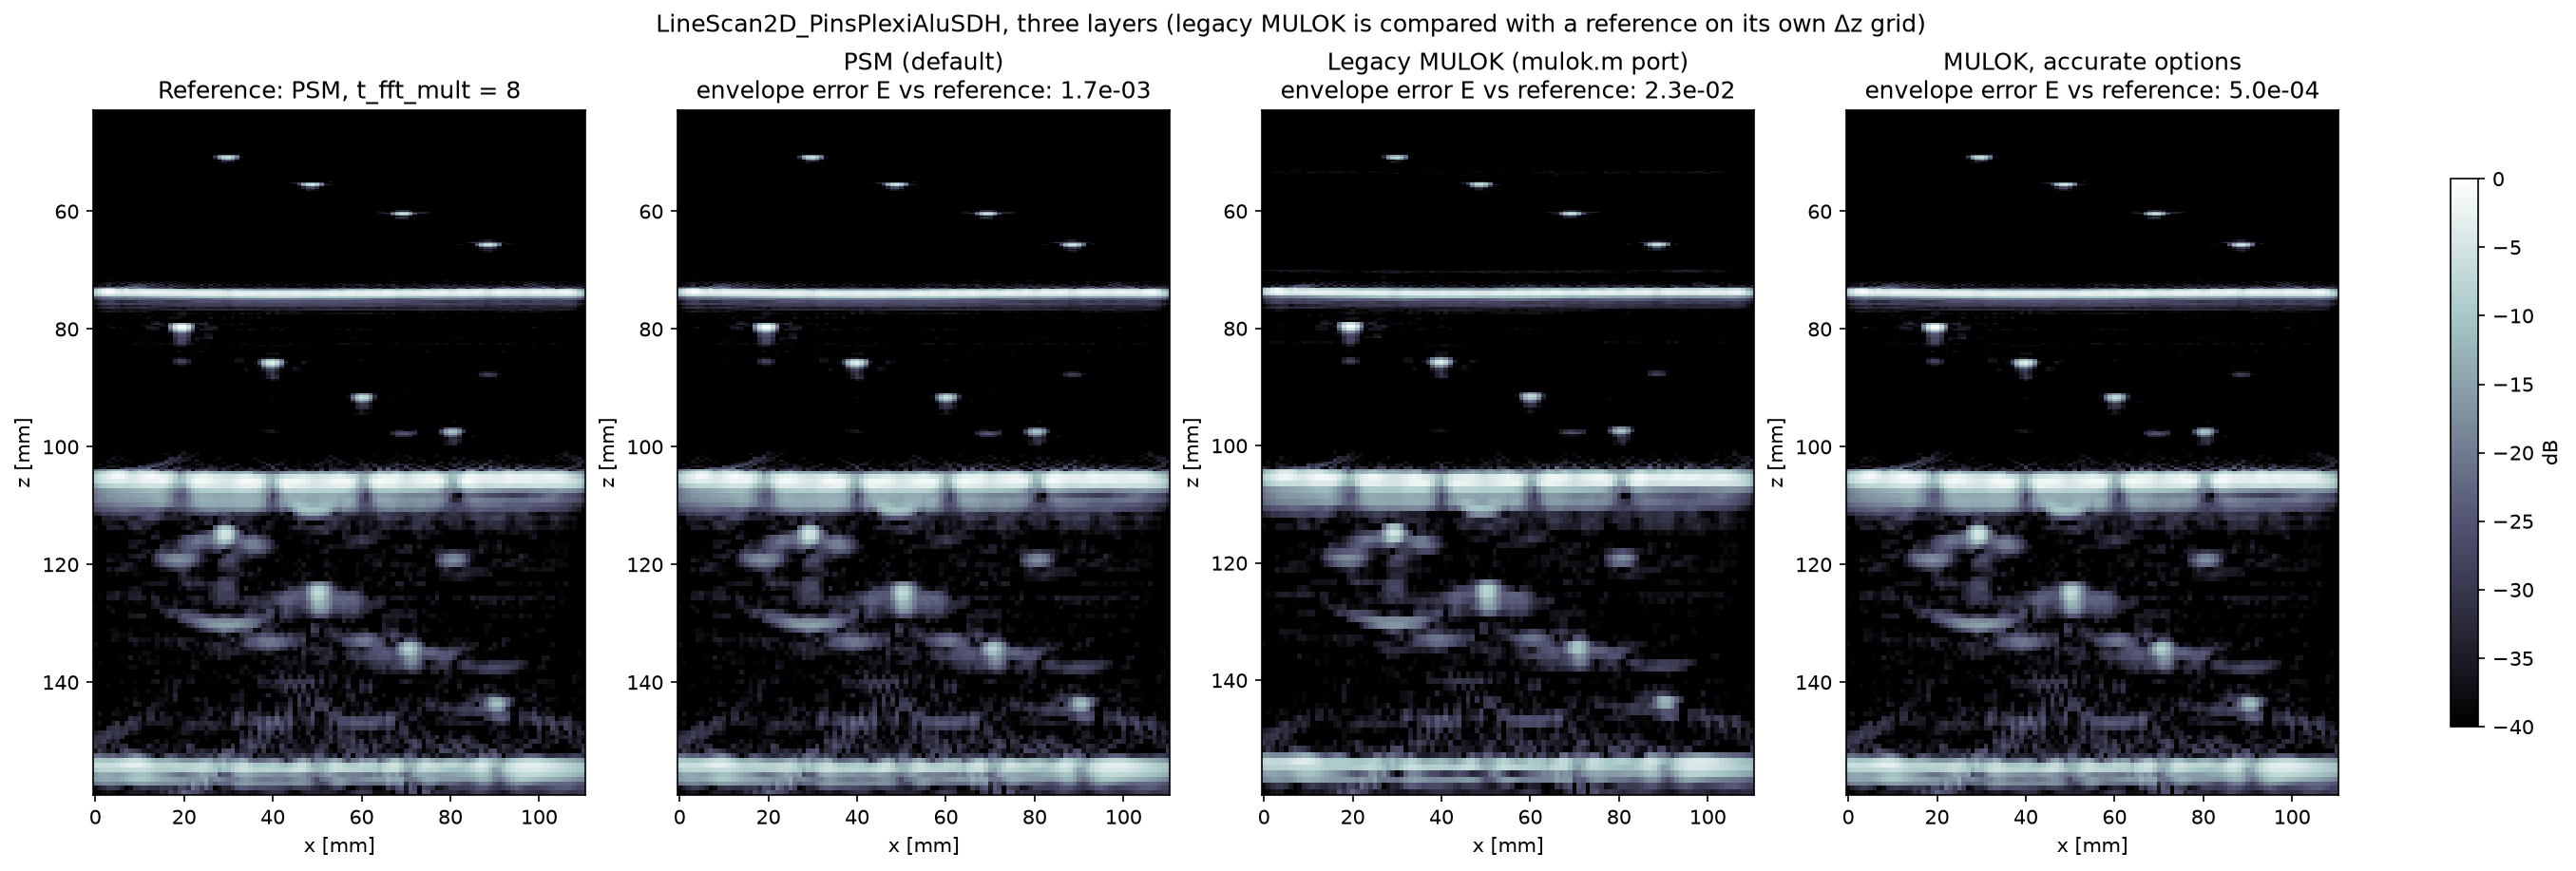 LineScan2D_PinsPlexiAluSDH, three layers (legacy MULOK is compared with a reference on its own Δz grid)
Reference: PSM, t_fft_mult = 8
PSM (default)
envelope error E vs reference: 1.7e-03
Legacy MULOK (mulok.m port)
envelope error E vs reference: 2.3e-02
MULOK, accurate options
envelope error E vs reference: 5.0e-04
z [mm]
60
80
100
120
140
0 20 40 60 80 100
x [mm]
z [mm]
60
80
100
120
140
0 20 40 60 80 100
x [mm]
z [mm]
60
80
100
120
140
0 20 40 60 80 100
x [mm]
z [mm]
60
80
100
120
140
0 20 40 60 80 100
x [mm]
0
−5
−10
−15
−20
−25
−30
−35
−40
dB